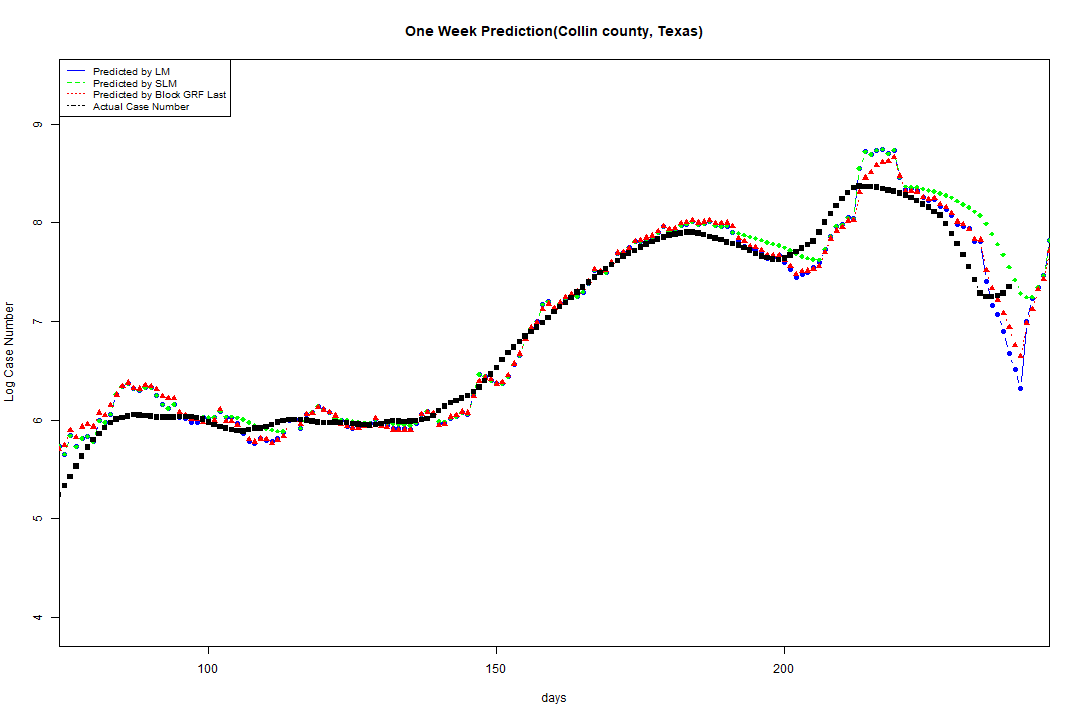 One Week Prediction(Collin county, Texas)
Predicted by LM
Predicted by SLM
Predicted by Block GRF Last
Actual Case Number
9
8
7
6
5
4
Log Case Number
100
150
200
days